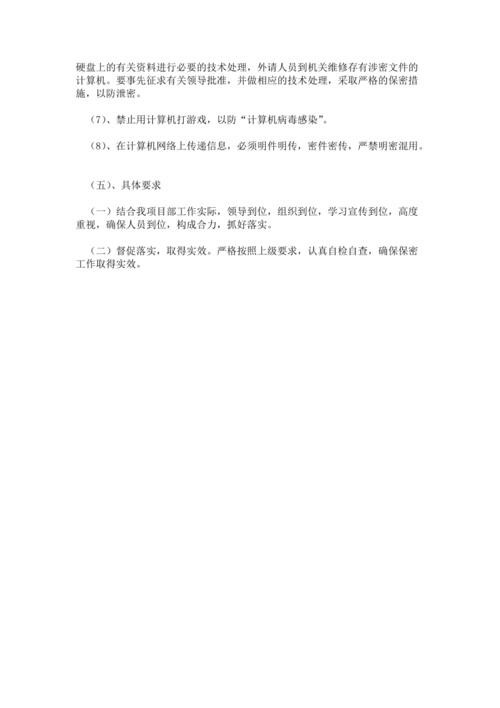 硬盘上的有关资料进行必要的技术处理，外请人员到机关维修存有涉密文件的
计算机。要事先征求有关领导批准，并做相应的技术处理，采取严格的保密措
施，以防泄密。
（7）、禁止用计算机打游戏，以防“计算机病毒感染”。
（8）、在计算机网络上传递信息，必须明件明传，密件密传，严禁明密混用。
（五）、具体要求
（一）结合我项目部工作实际，领导到位，组织到位，学习宣传到位，高度
重视，确保人员到位，构成合力，抓好落实。
（二）督促落实，取得实效。严格按照上级要求，认真自检自查，确保保密
工作取得实效。